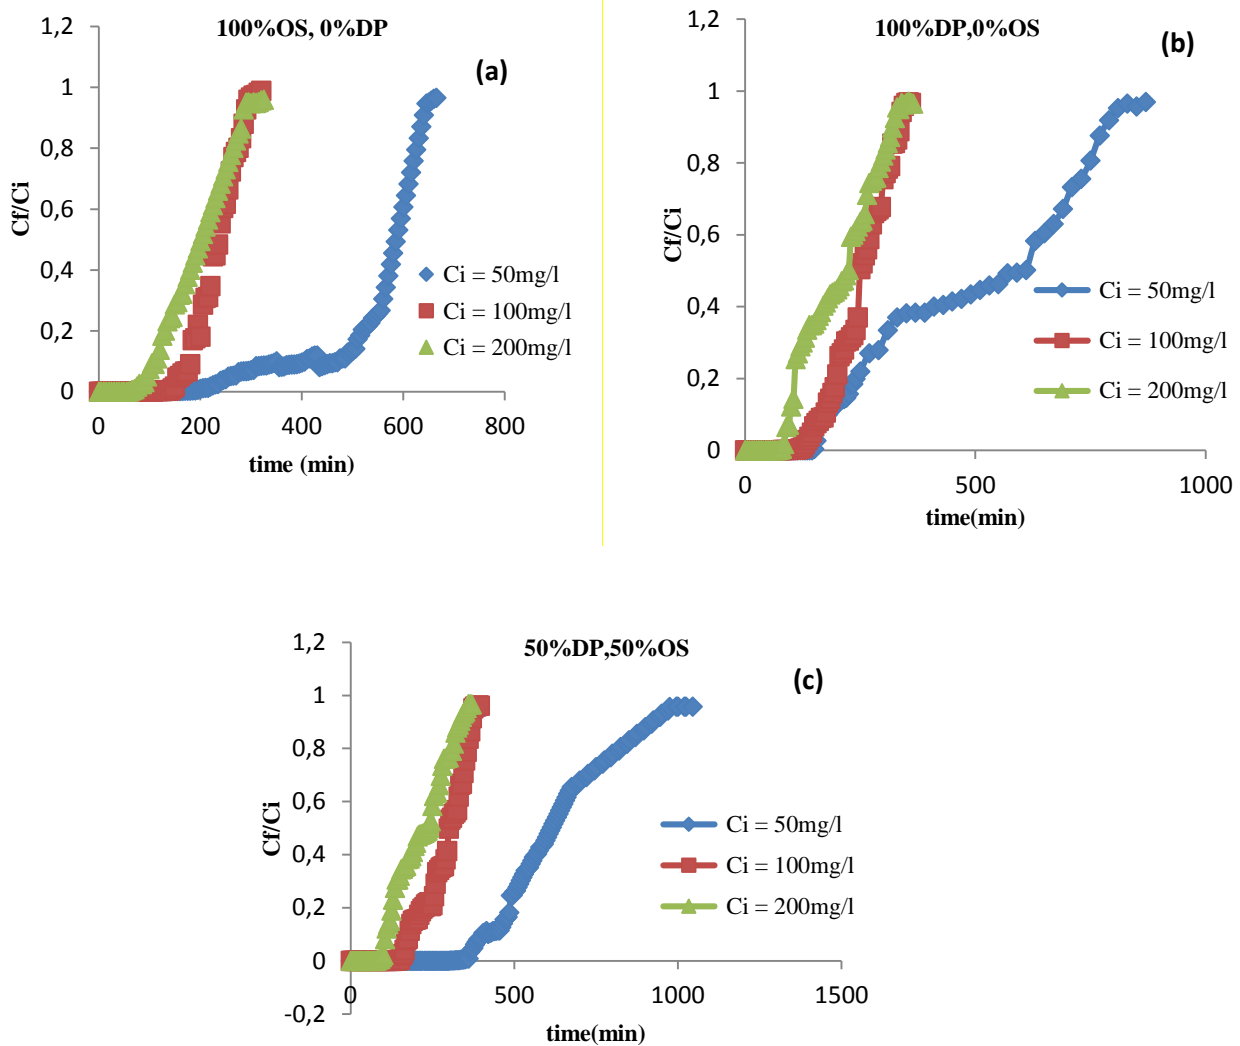 100%OS, 0%DP
(a)
1,2
1
0,8
0,6
0,4
0,2
0
Cf/Ci
0 200 400 600 800
time (min)
Ci = 50mg/l
Ci = 100mg/l
Ci = 200mg/l
100%DP,0%OS
(b)
1,2
1
0,8
0,6
0,4
0,2
0
Cf/Ci
0 500 1000
time(min)
Ci = 50mg/l
Ci = 100mg/l
Ci = 200mg/l
50%DP,50%OS
(c)
1,2
1
0,8
0,6
0,4
0,2
0
-0,2
Cf/Ci
0 500 1000 1500
time(min)
Ci = 50mg/l
Ci = 100mg/l
Ci = 200mg/l